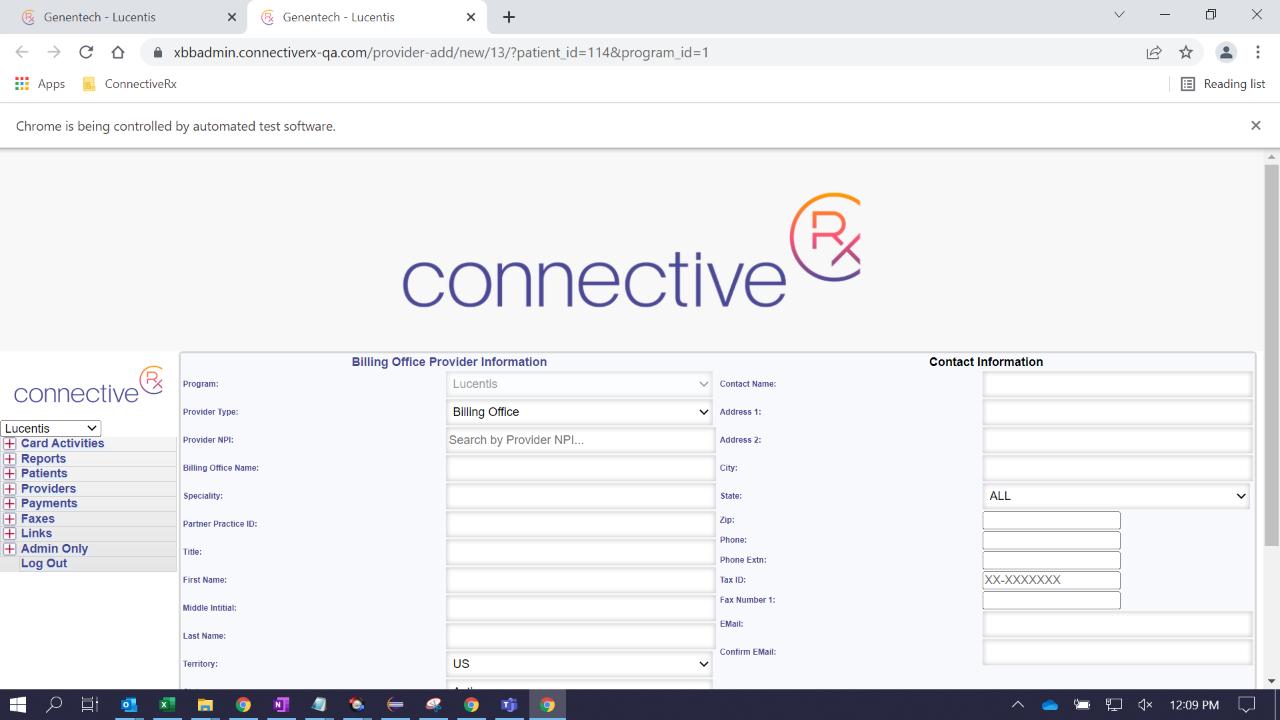 Genentech - Lucentis
Genentech - Lucentis
xbbadmin.connectiverx-qa.com/provider-add/new/13/?patient_id=114&program_id=1
Apps
ConnectiveRx
Reading list
Chrome is being controlled by automated test software.
connective Rx
connective Rx
Lucentis
Card Activities
Reports
Patients
Providers
Payments
Faxes
Links
Admin Only
Log Out
Billing Office Provider Information
Program: Lucentis
Provider Type: Billing Office
Provider NPI: Search by Provider NPI...
Billing Office Name:
Speciality:
Partner Practice ID:
Title:
First Name:
Middle Intitial:
Last Name:
Territory: US
Contact Information
Contact Name:
Address 1:
Address 2:
City:
State: ALL
Zip:
Phone:
Phone Extn:
Tax ID: XX-XXXXXXX
Fax Number 1:
EMail:
Confirm EMail:
12:09 PM